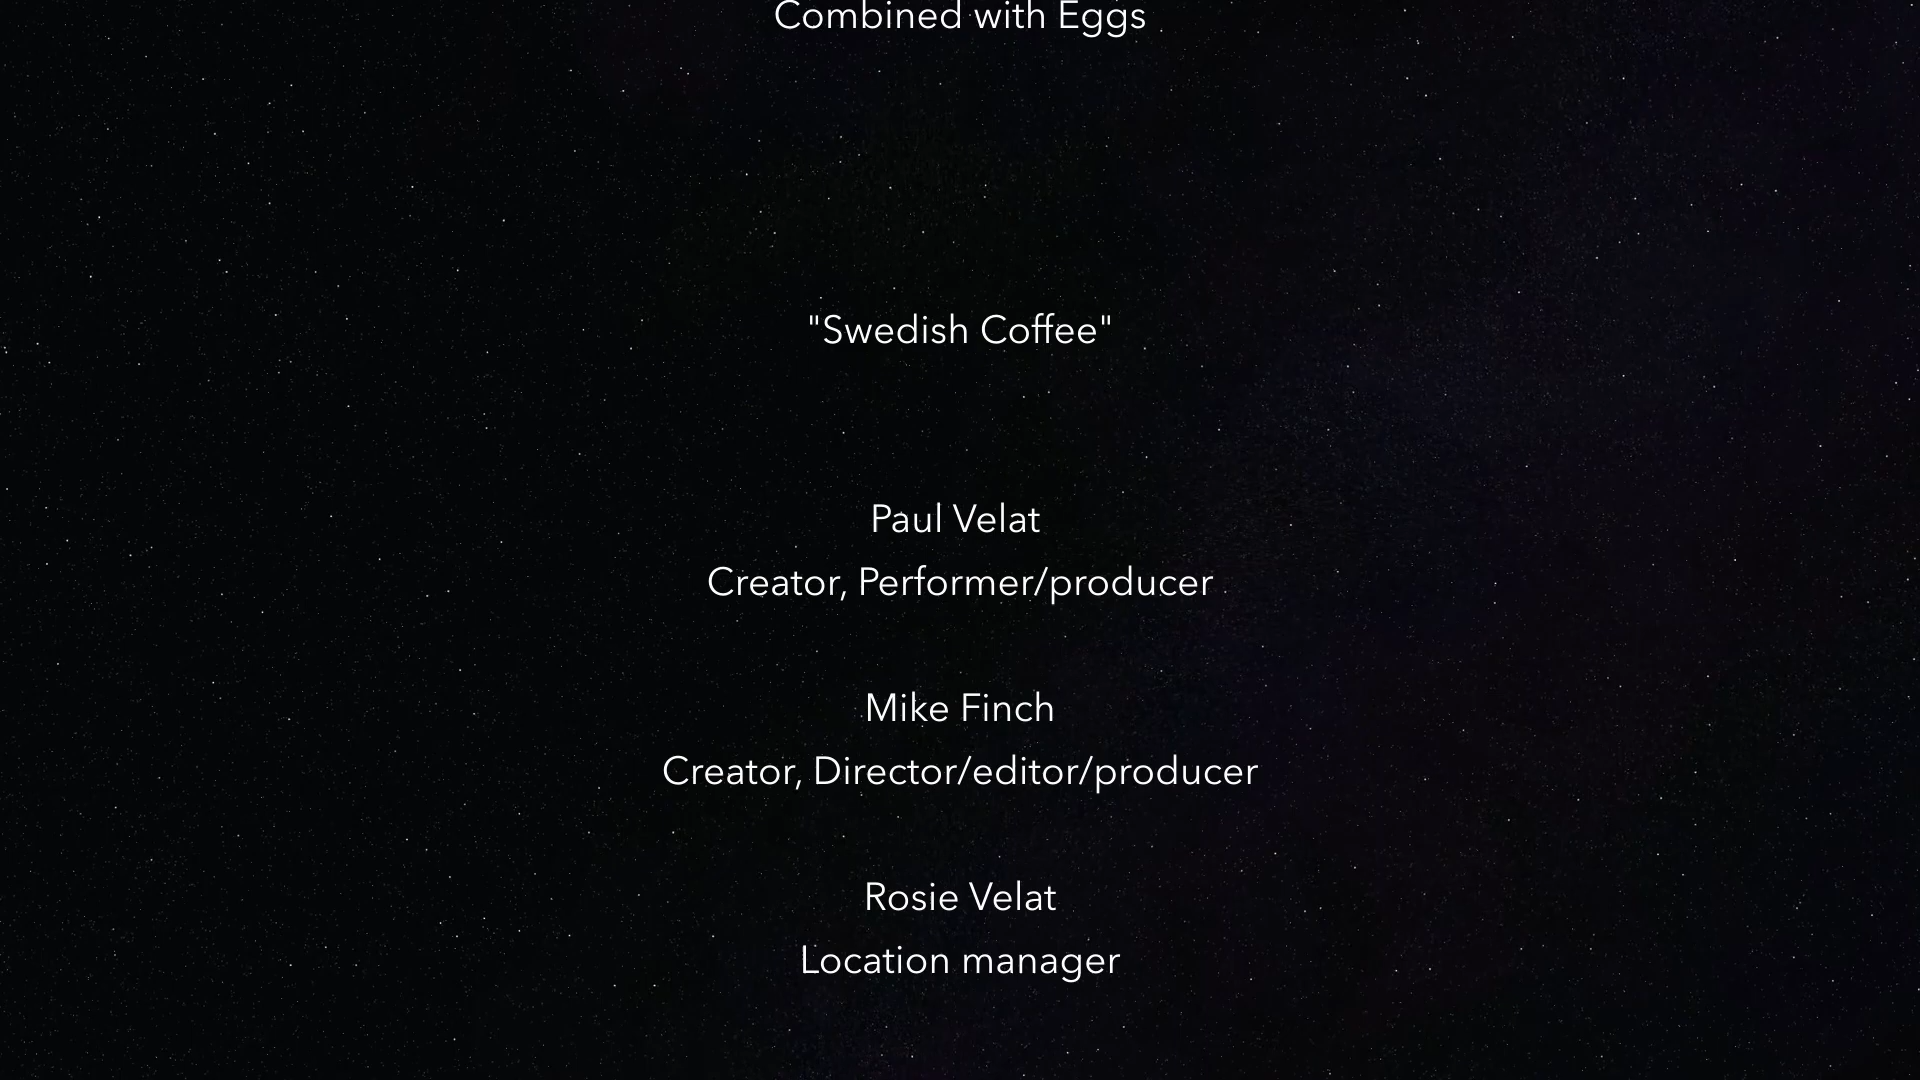 Combined with Eggs
"Swedish Coffee"
Paul Velat
Creator, Performer/producer
Mike Finch
Creator, Director/editor/producer
Rosie Velat
Location manager